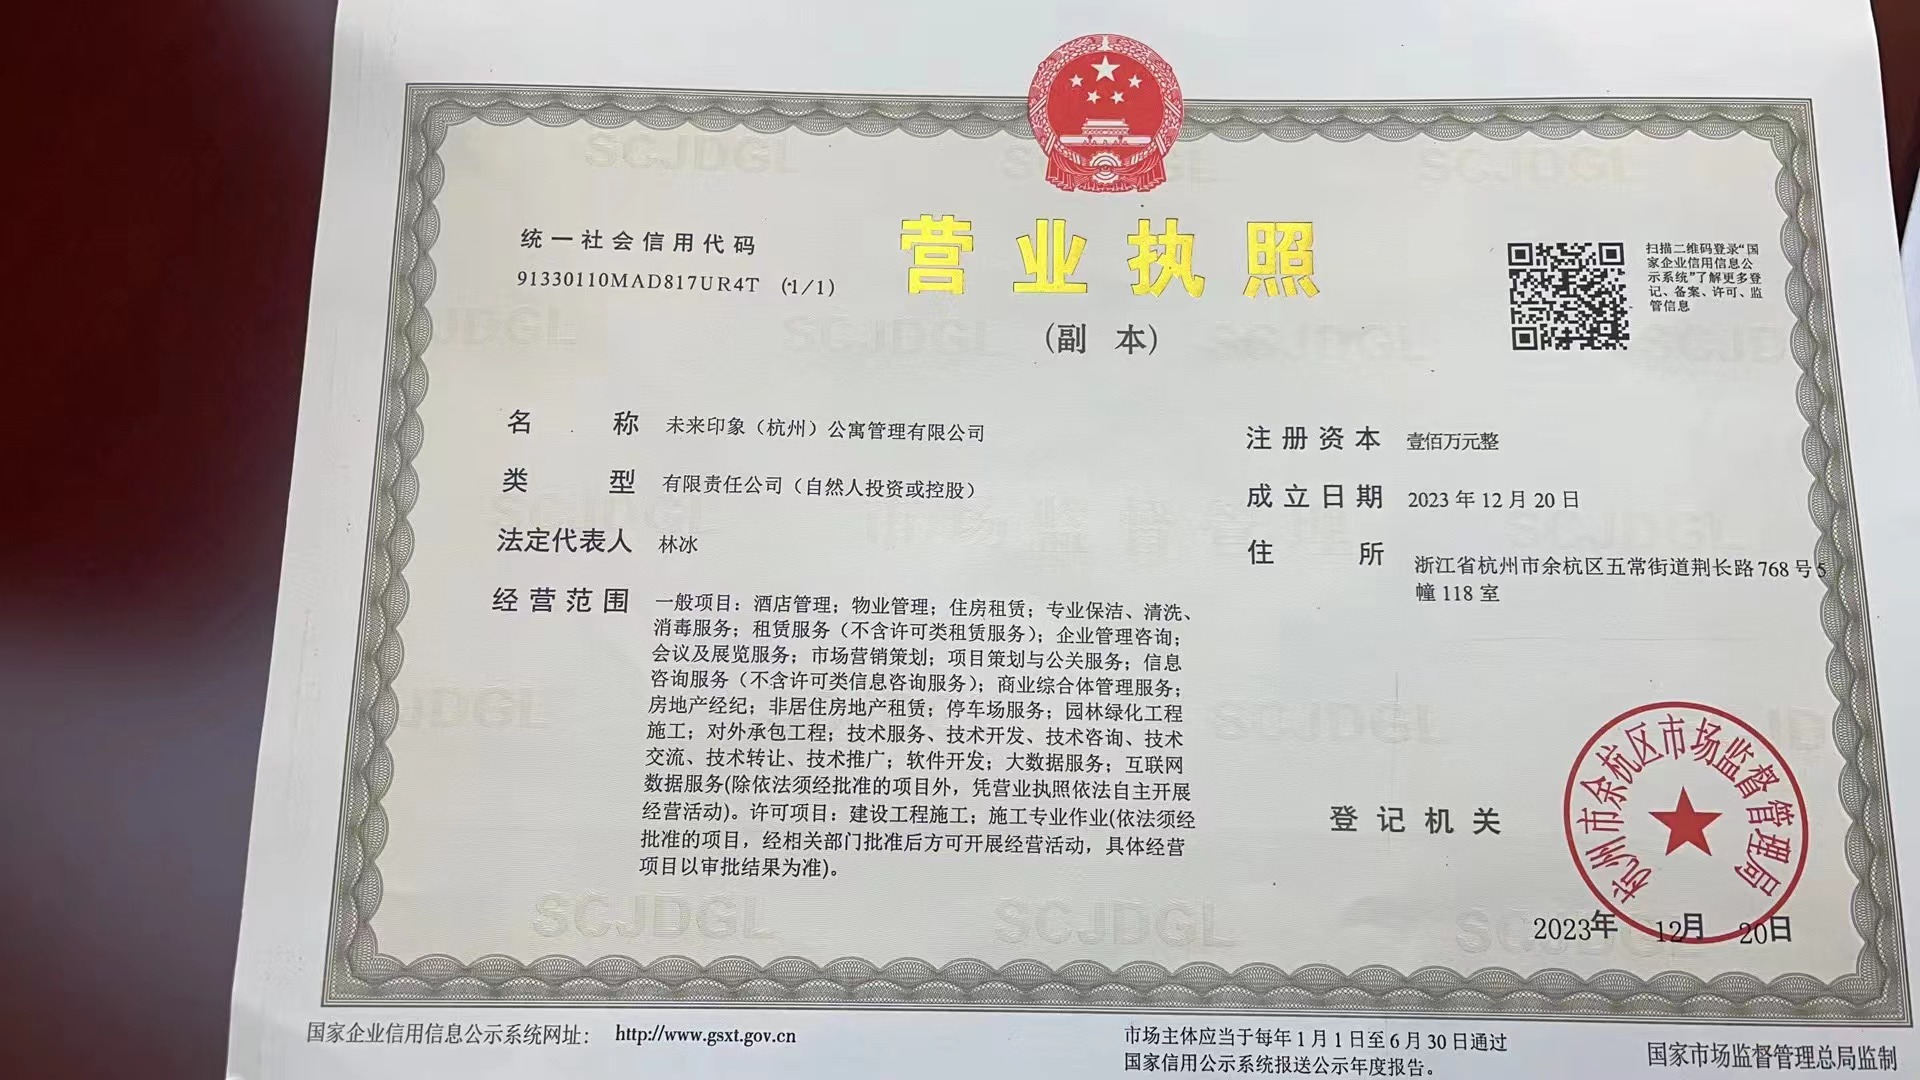 统一社会信用代码
91330110MAD817UR4T (1/1)
营业执照
(副 本)
扫描二维码登录“国
家企业信用信息公
示系统”了解更多登
记、备案、许可、监
管信息
名 称 未来印象（杭州）公寓管理有限公司
类 型 有限责任公司（自然人投资或控股）
法定代表人 林冰
经营范围 一般项目：酒店管理；物业管理；住房租赁；专业保洁、清洗、
消毒服务；租赁服务（不含许可类租赁服务）；企业管理咨询；
会议及展览服务；市场营销策划；项目策划与公关服务；信息
咨询服务（不含许可类信息咨询服务）；商业综合体管理服务；
房地产经纪；非居住房地产租赁；停车场服务；园林绿化工程
施工；对外承包工程；技术服务、技术开发、技术咨询、技术
交流、技术转让、技术推广；软件开发；大数据服务；互联网
数据服务(除依法须经批准的项目外，凭营业执照依法自主开展
经营活动)。许可项目：建设工程施工；施工专业作业(依法须经
批准的项目，经相关部门批准后方可开展经营活动，具体经营
项目以审批结果为准)。
注册资本 壹佰万元整
成立日期 2023年12月20日
住 所 浙江省杭州市余杭区五常街道荆长路768号5
幢118室
登记机关
杭州市余杭区市场监督管理局
2023年 12月 20日
国家企业信用信息公示系统网址： http://www.gsxt.gov.cn
市场主体应当于每年1月1日至6月30日通过
国家信用公示系统报送公示年度报告。
国家市场监督管理总局监制
SCJDGL